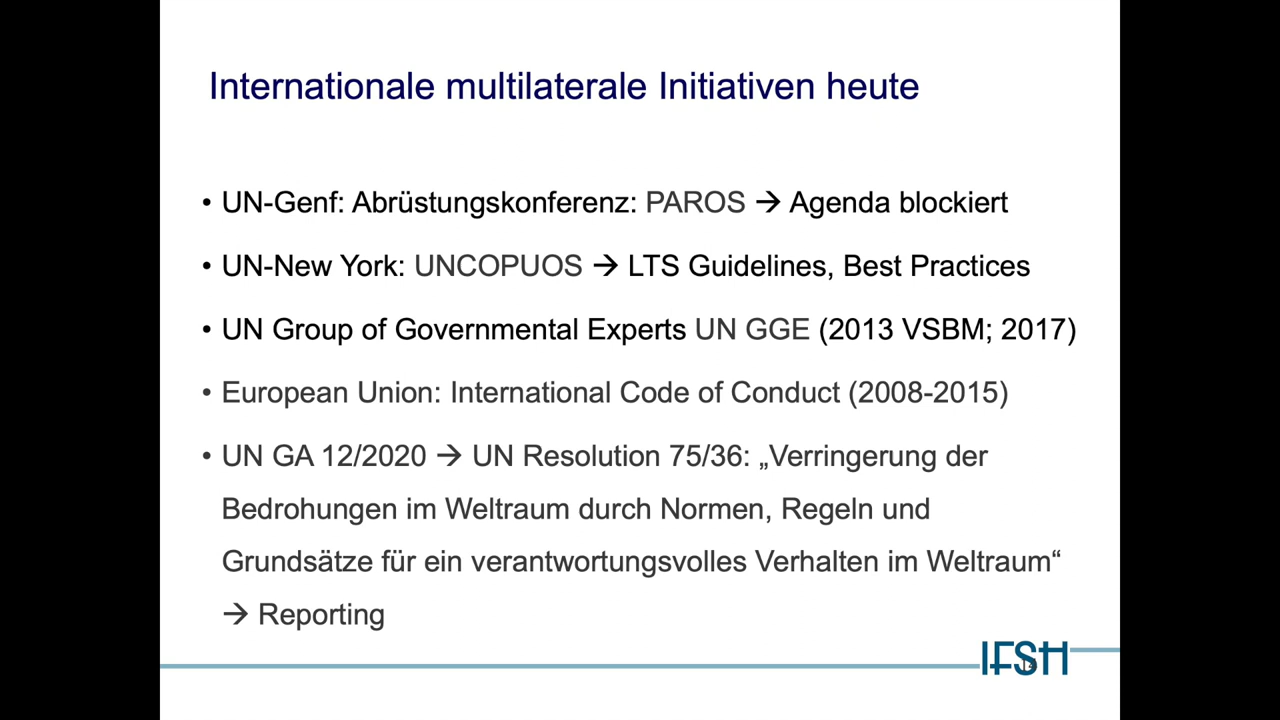 Internationale multilaterale Initiativen heute
• UN-Genf: Abrüstungskonferenz: PAROS → Agenda blockiert
• UN-New York: UNCOPUOS → LTS Guidelines, Best Practices
• UN Group of Governmental Experts UN GGE (2013 VSBM; 2017)
• European Union: International Code of Conduct (2008-2015)
• UN GA 12/2020 → UN Resolution 75/36: „Verringerung der
Bedrohungen im Weltraum durch Normen, Regeln und
Grundsätze für ein verantwortungsvolles Verhalten im Weltraum“
→ Reporting
IFSH